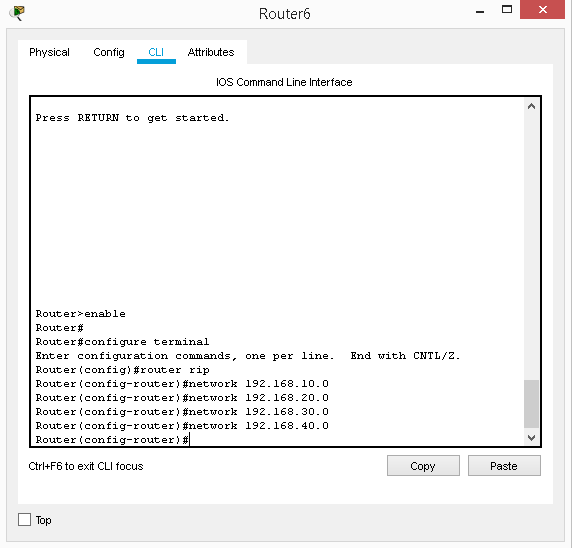 Router6
Physical Config CLI Attributes
IOS Command Line Interface
Press RETURN to get started.
Router>enable
Router#
Router#configure terminal
Enter configuration commands, one per line.  End with CNTL/Z.
Router(config)#router rip
Router(config-router)#network 192.168.10.0
Router(config-router)#network 192.168.20.0
Router(config-router)#network 192.168.30.0
Router(config-router)#network 192.168.40.0
Router(config-router)#
Ctrl+F6 to exit CLI focus Copy Paste
Top